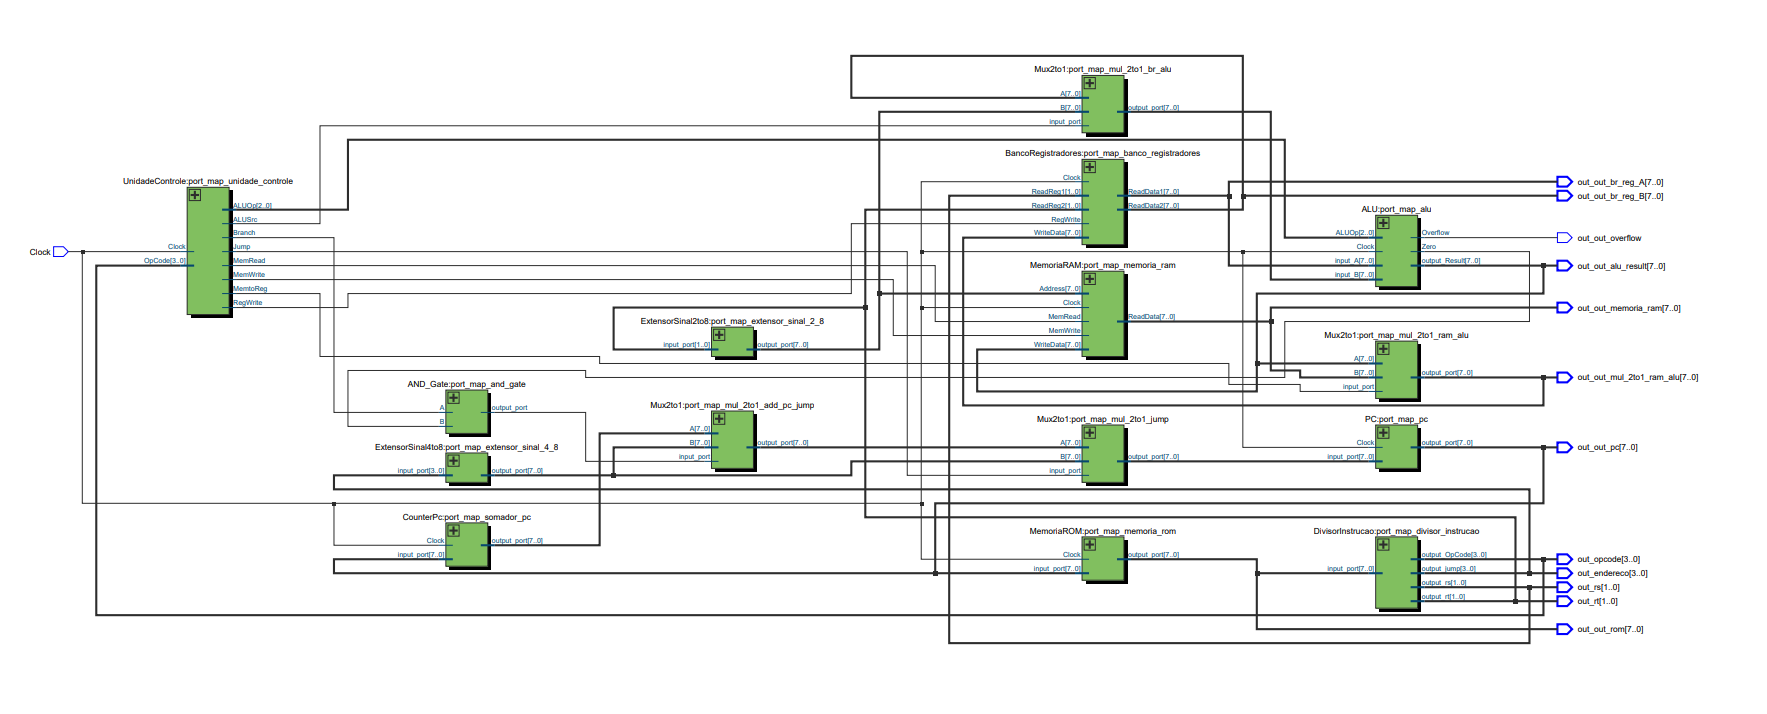 Clock
UnidadeControle:port_map_unidade_controle
Clock
OpCode[3..0]
ALUOp[2..0]
ALUSrc
Branch
Jump
MemRead
MemWrite
MemtoReg
RegWrite
Mux2to1:port_map_mul_2to1_br_alu
A[7..0]
B[7..0]
input_port
output_port[7..0]
BancoRegistradores:port_map_banco_registradores
Clock
ReadReg1[1..0]
ReadReg2[1..0]
RegWrite
WriteData[7..0]
ReadData1[7..0]
ReadData2[7..0]
ALU:port_map_alu
ALUOp[2..0]
Clock
input_A[7..0]
input_B[7..0]
Overflow
Zero
output_Result[7..0]
MemoriaRAM:port_map_memoria_ram
Address[7..0]
Clock
MemRead
MemWrite
WriteData[7..0]
ReadData[7..0]
ExtensorSinal2to8:port_map_extensor_sinal_2_8
input_port[1..0]
output_port[7..0]
Mux2to1:port_map_mul_2to1_ram_alu
A[7..0]
B[7..0]
input_port
output_port[7..0]
AND_Gate:port_map_and_gate
A
B
output_port
Mux2to1:port_map_mul_2to1_add_pc_jump
A[7..0]
B[7..0]
input_port
output_port[7..0]
Mux2to1:port_map_mul_2to1_jump
A[7..0]
B[7..0]
input_port
output_port[7..0]
PC:port_map_pc
Clock
input_port[7..0]
output_port[7..0]
ExtensorSinal4to8:port_map_extensor_sinal_4_8
input_port[3..0]
output_port[7..0]
CounterPc:port_map_somador_pc
Clock
input_port[7..0]
output_port[7..0]
MemoriaROM:port_map_memoria_rom
Clock
input_port[7..0]
output_port[7..0]
DivisorInstrucao:port_map_divisor_instrucao
input_port[7..0]
output_OpCode[3..0]
output_jump[3..0]
output_rs[1..0]
output_rt[1..0]
out_out_br_reg_A[7..0]
out_out_br_reg_B[7..0]
out_out_overflow
out_out_alu_result[7..0]
out_out_memoria_ram[7..0]
out_out_mul_2to1_ram_alu[7..0]
out_out_pc[7..0]
out_opcode[3..0]
out_endereco[3..0]
out_rs[1..0]
out_rt[1..0]
out_out_rom[7..0]